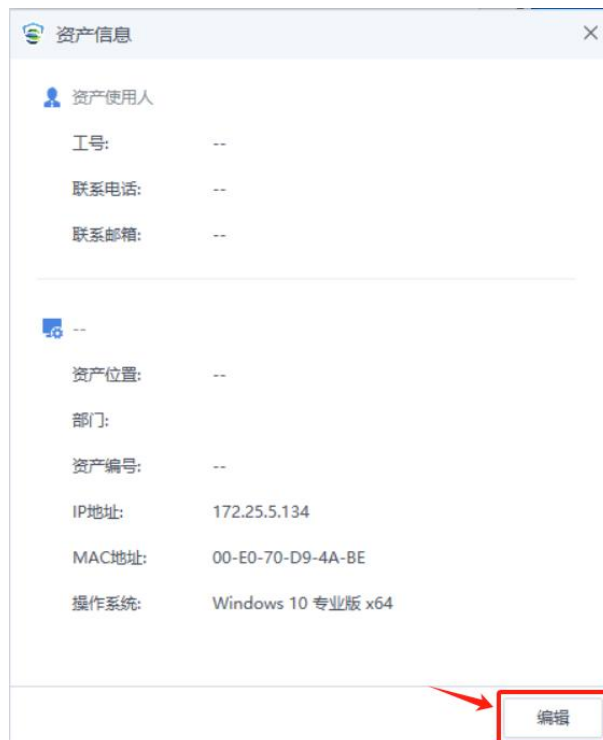 资产信息
资产使用人
工号: --
联系电话: --
联系邮箱: --
--
资产位置: --
部门:
资产编号: --
IP地址: 172.25.5.134
MAC地址: 00-E0-70-D9-4A-BE
操作系统: Windows 10 专业版 x64
编辑